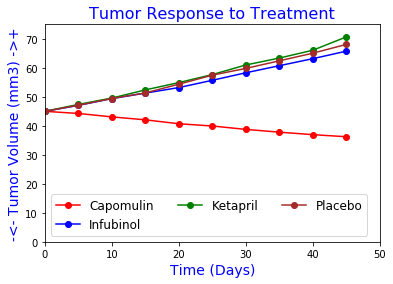 Tumor Response to Treatment
-<- Tumor Volume (mm3) ->+
70
60
50
40
30
20
10
0
Capomulin
Infubinol
Ketapril
Placebo
0 10 20 30 40 50
Time (Days)